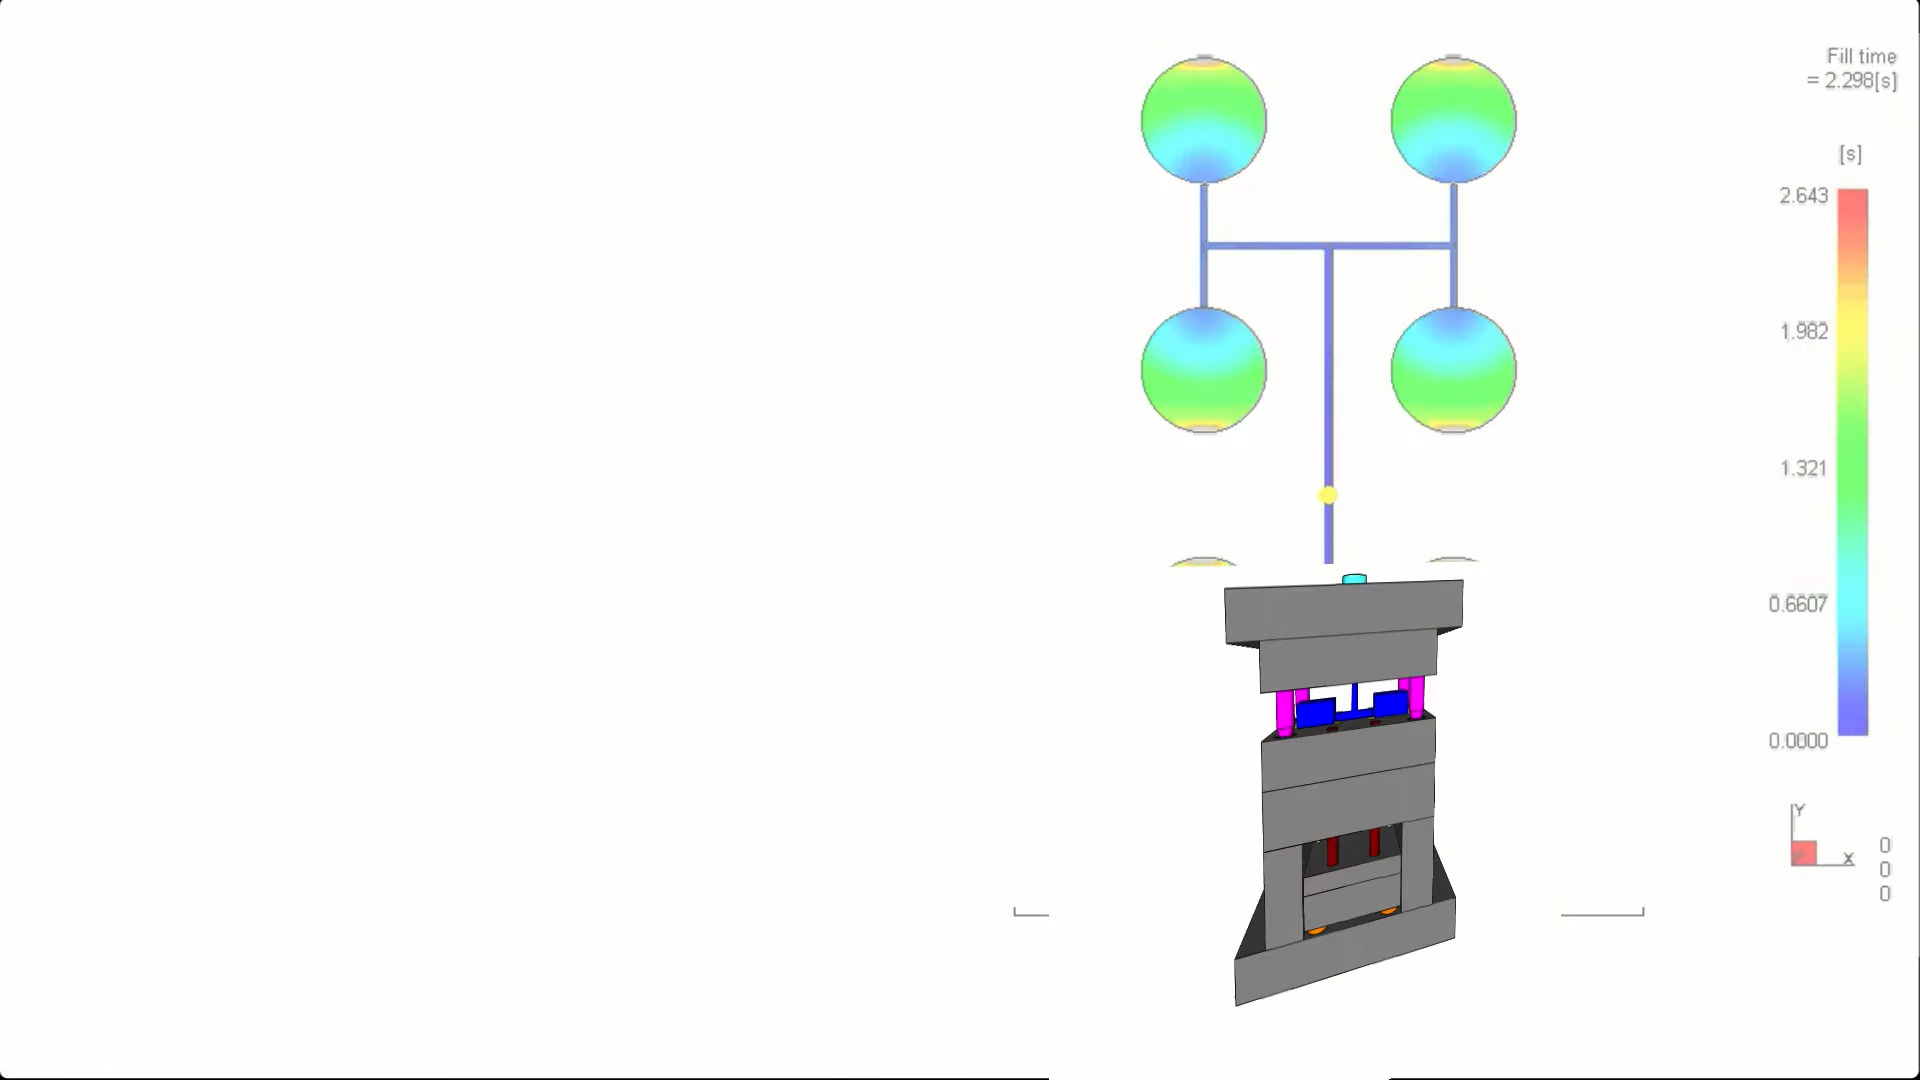 Fill time
= 2.298[s]
[s]
2.643
1.982
1.321
0.6607
0.0000
Y
X
0
0
0